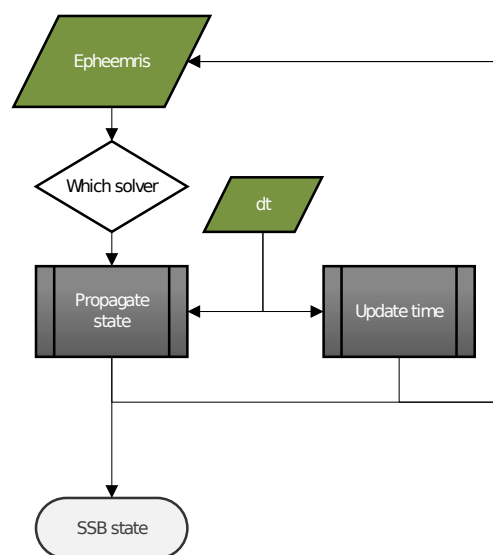 Epheemris
Which solver
dt
Propagate
state
Update time
SSB state